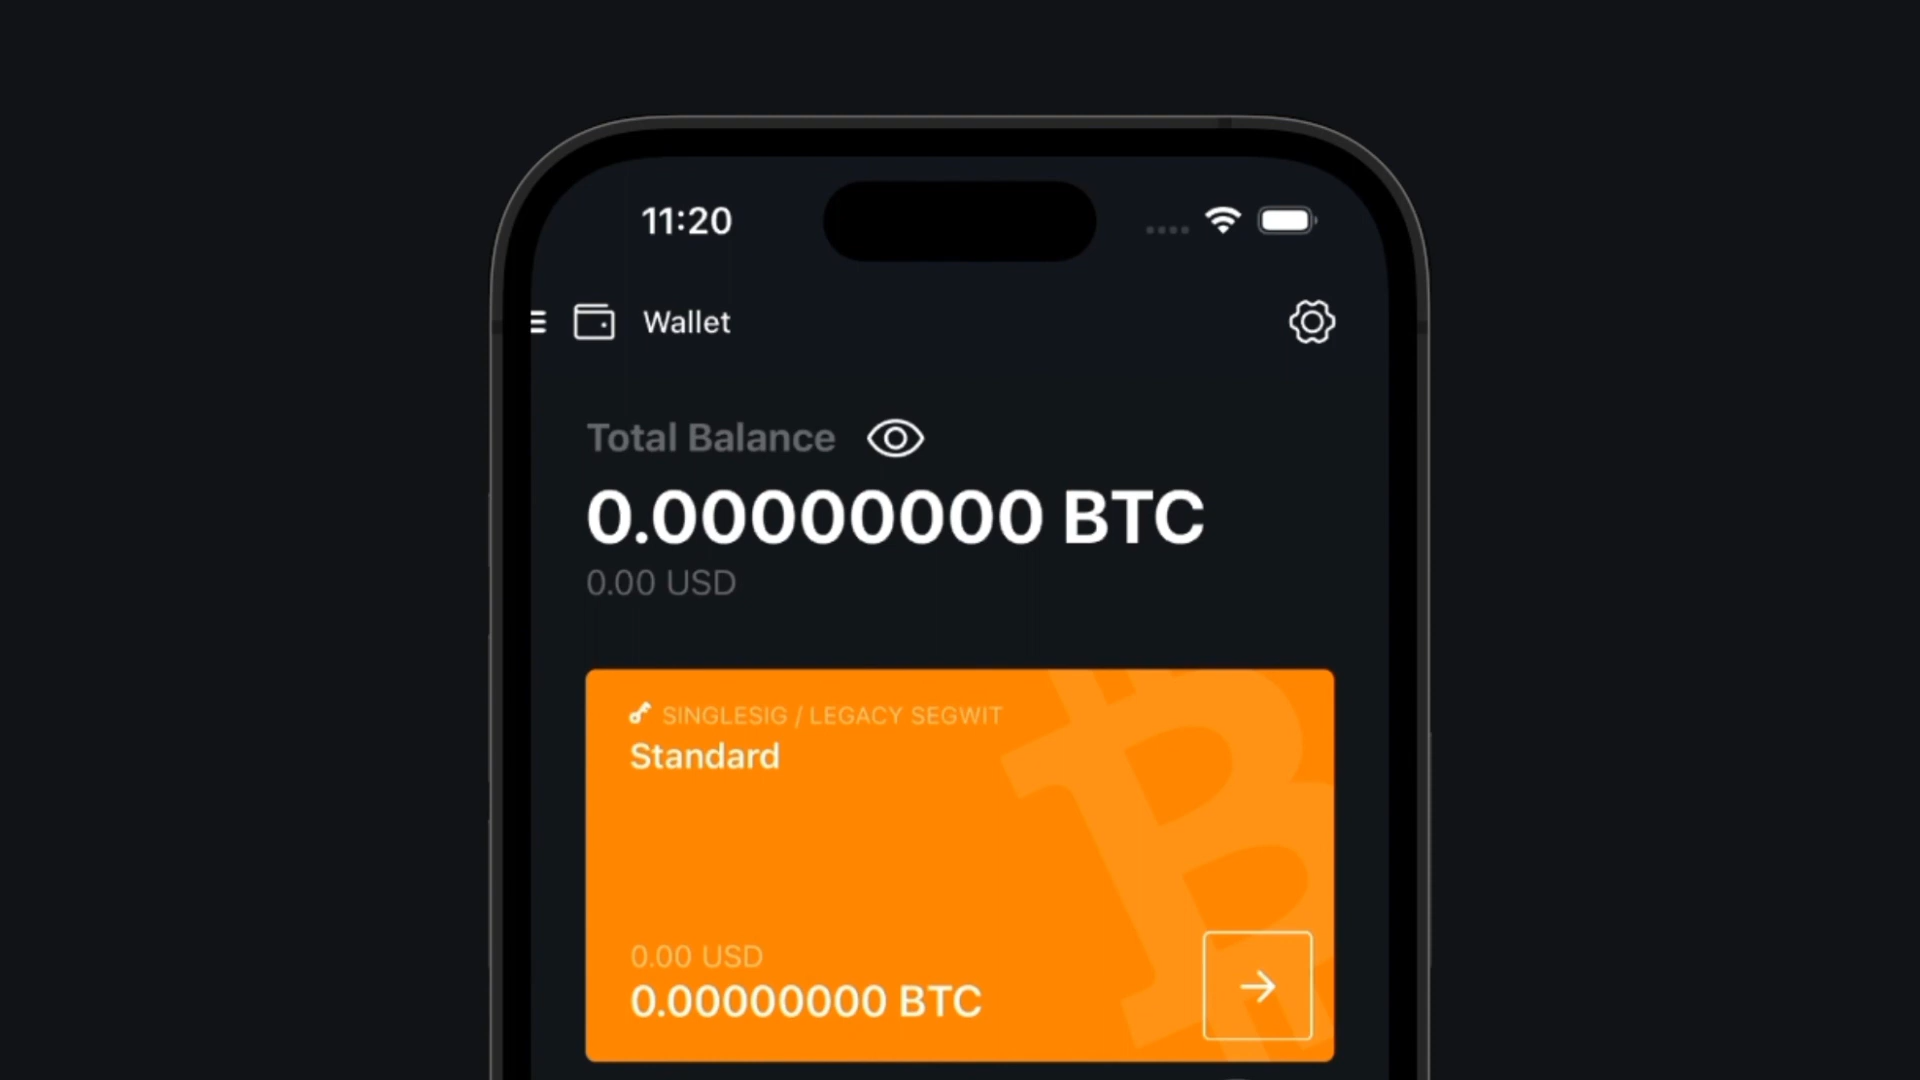 11:20
Wallet
Total Balance
0.00000000 BTC
0.00 USD
SINGLESIG / LEGACY SEGWIT
Standard
0.00 USD
0.00000000 BTC